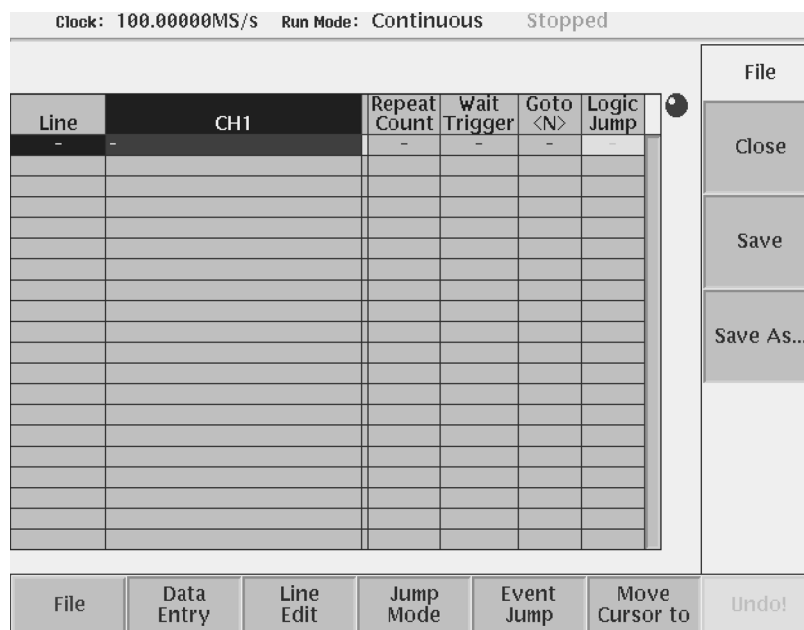 Clock: 100.00000MS/s Run Mode: Continuous Stopped
File
Line CH1 Repeat Count Wait Trigger Goto <N> Logic Jump
- - - - - -
Close
Save
Save As...
File Data Entry Line Edit Jump Mode Event Jump Move Cursor to Undo!